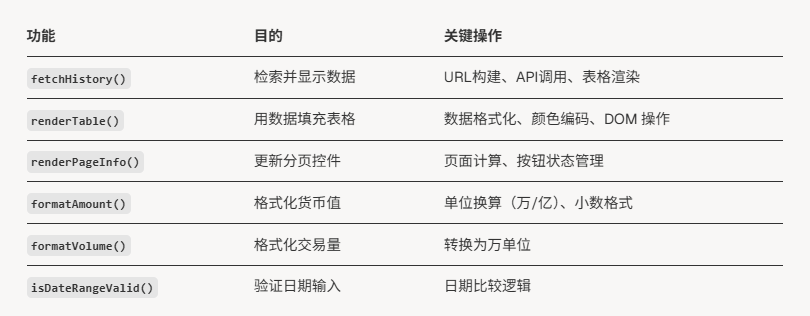 功能 目的 关键操作
fetchHistory() 检索并显示数据 URL构建、API调用、表格渲染
renderTable() 用数据填充表格 数据格式化、颜色编码、DOM 操作
renderPageInfo() 更新分页控件 页面计算、按钮状态管理
formatAmount() 格式化货币值 单位换算（万/亿）、小数格式
formatVolume() 格式化交易量 转换为万单位
isDateRangeValid() 验证日期输入 日期比较逻辑